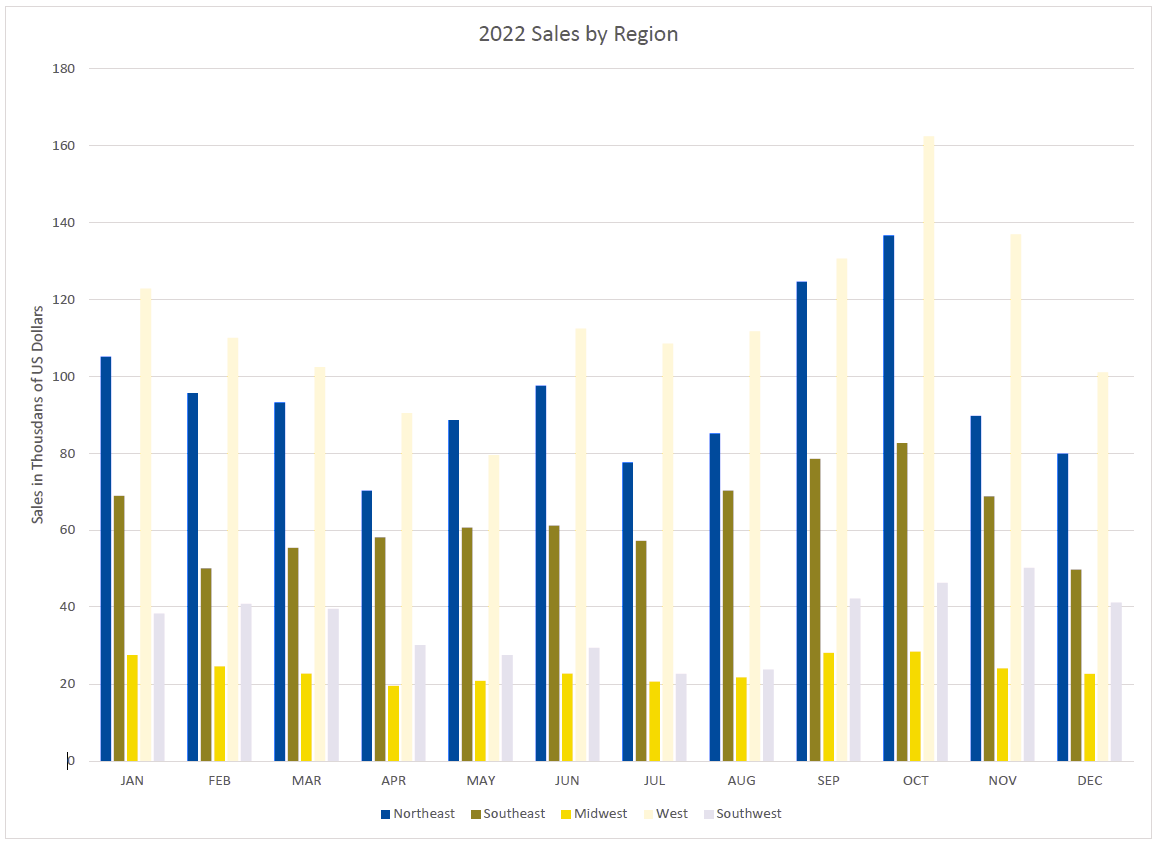 2022 Sales by Region
180
160
140
120
100
80
60
40
20
0
Sales in Thousdans of US Dollars
JAN FEB MAR APR MAY JUN JUL AUG SEP OCT NOV DEC
Northeast Southeast Midwest West Southwest